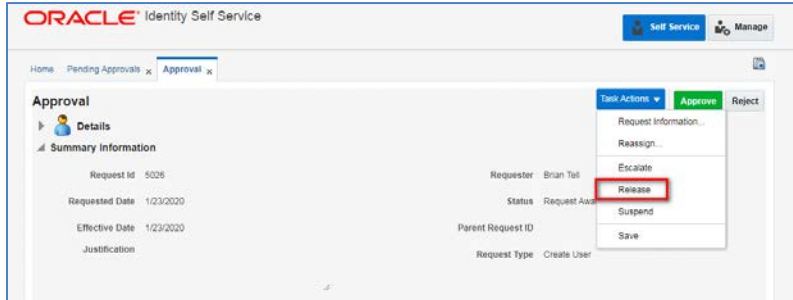 ORACLE Identity Self Service
Self Service Manage
Home Pending Approvals x Approval x
Approval
Task Actions Approve Reject
Details
Request Information...
Summary Information
Reassign...
Request Id 5026
Requester Brian Tell
Escalate
Release
Requested Date 1/23/2020
Status Request Awa
Suspend
Effective Date 1/23/2020
Parent Request ID
Save
Justification
Request Type Create User